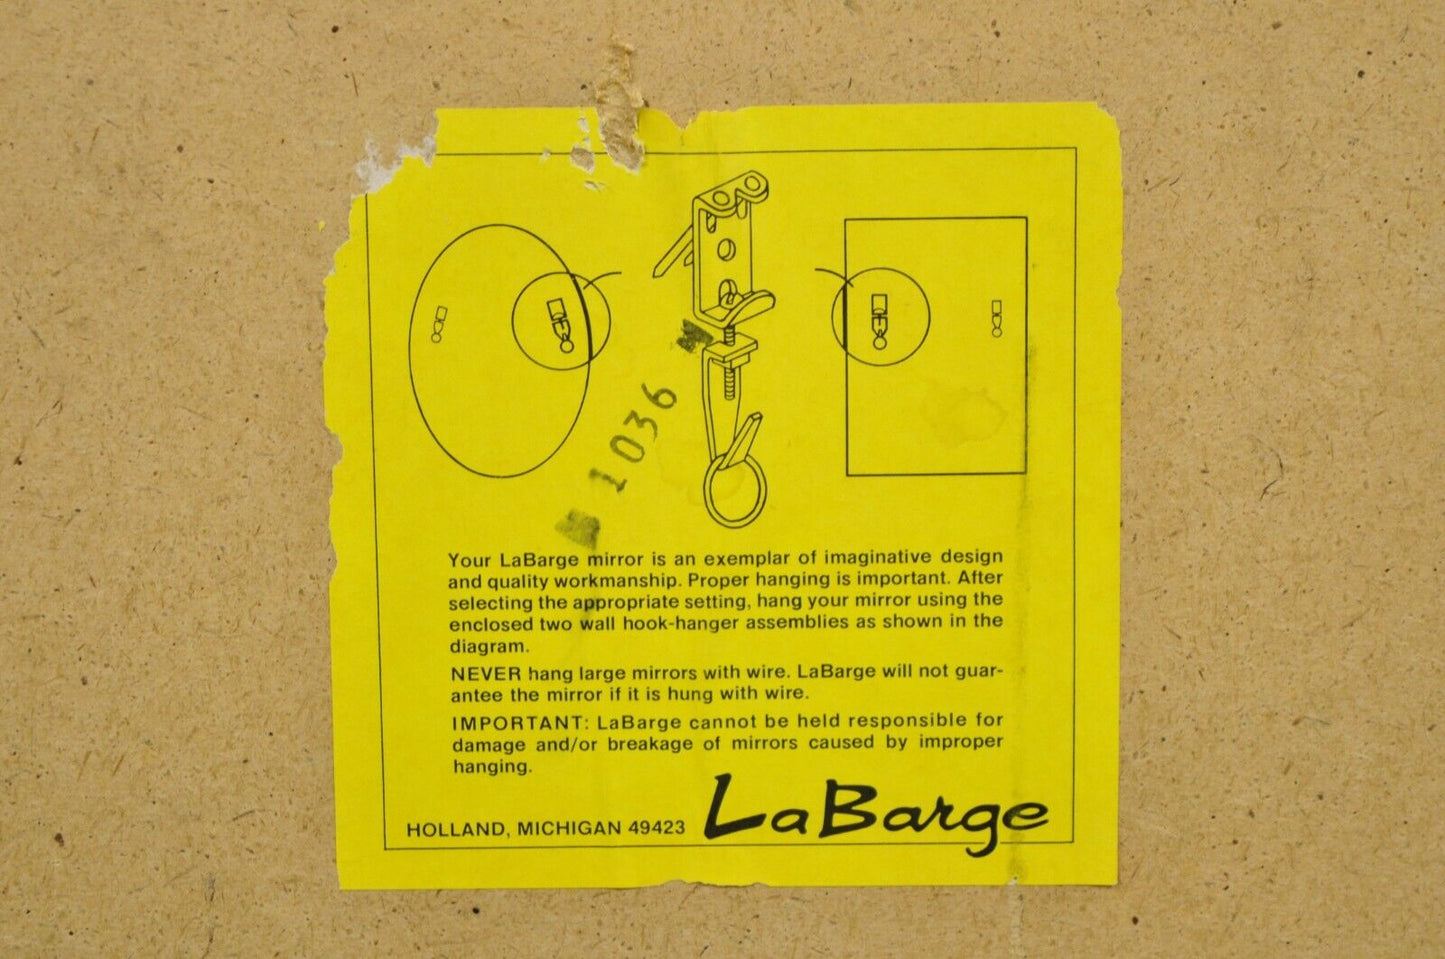 1036
Your LaBarge mirror is an exemplar of imaginative design
and quality workmanship. Proper hanging is important. After
selecting the appropriate setting, hang your mirror using the
enclosed two wall hook-hanger assemblies as shown in the
diagram.
NEVER hang large mirrors with wire. LaBarge will not guar-
antee the mirror if it is hung with wire.
IMPORTANT: LaBarge cannot be held responsible for
damage and/or breakage of mirrors caused by improper
hanging.
HOLLAND, MICHIGAN 49423 LaBarge